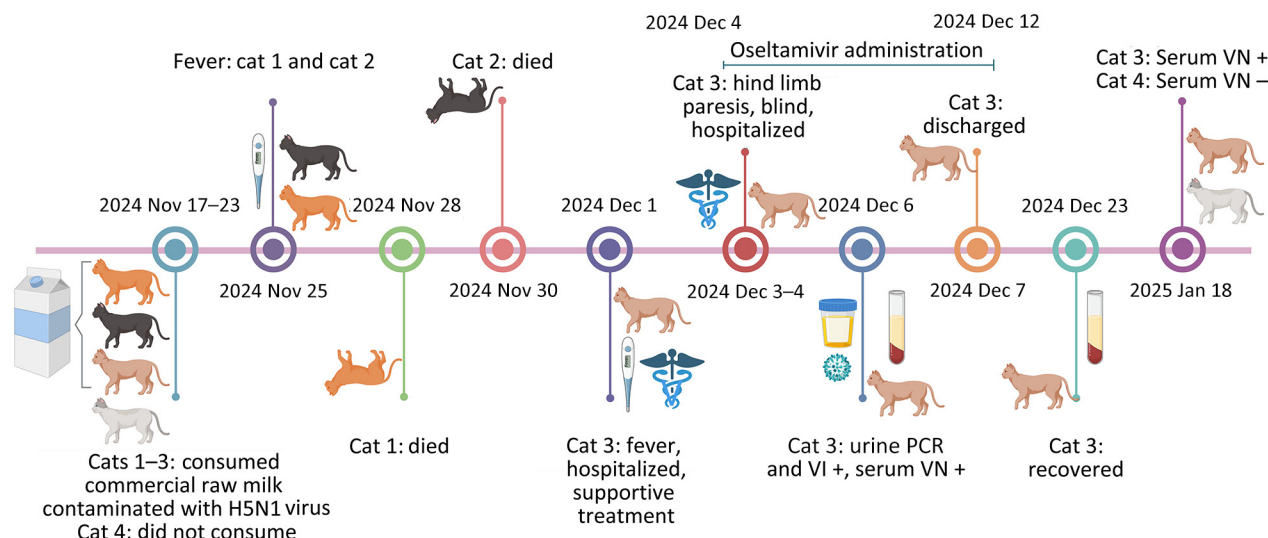 2024 Dec 4
2024 Dec 12
Oseltamivir administration
Fever: cat 1 and cat 2
Cat 2: died
Cat 3: hind limb
paresis, blind,
hospitalized
Cat 3:
discharged
Cat 3: Serum VN +
Cat 4: Serum VN –
2024 Nov 17–23
2024 Nov 28
2024 Dec 1
2024 Dec 6
2024 Dec 23
2024 Nov 25
2024 Nov 30
2024 Dec 3–4
2024 Dec 7
2025 Jan 18
Cats 1–3: consumed
commercial raw milk
contaminated with H5N1 virus
Cat 4: did not consume
Cat 1: died
Cat 3: fever,
hospitalized,
supportive
treatment
Cat 3: urine PCR
and VI +, serum VN +
Cat 3:
recovered